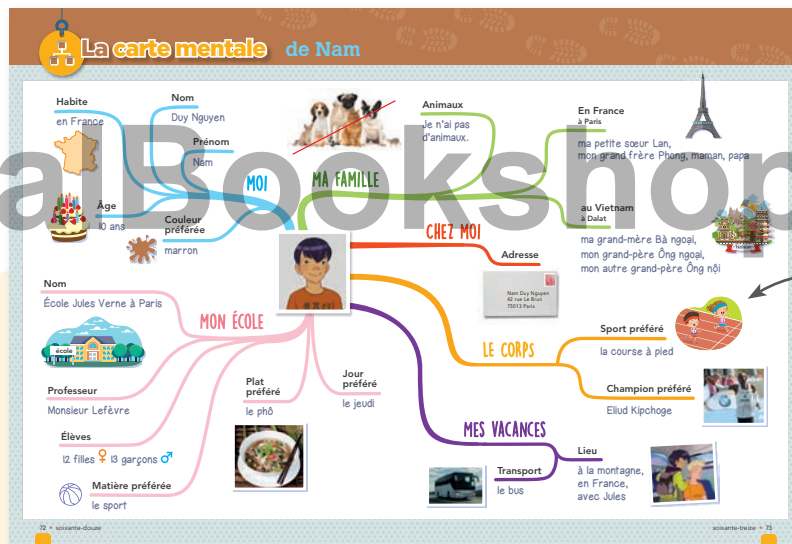 La carte mentale de Nam
Habite
en France
Nom
Duy Nguyen
Prénom
Nam
Âge
10 ans
Couleur
préférée
marron
MOI
MA FAMILLE
Animaux
Je n'ai pas
d'animaux.
En France
à Paris
ma petite sœur Lan,
mon grand frère Phong, maman, papa
au Vietnam
à Dalat
ma grand-mère Bà ngoại,
mon grand-père Ông ngoại,
mon autre grand-père Ông nội
alBookshop
CHEZ MOI
Adresse
Nam Duy Nguyen
42 rue Le Brun
75013 Paris
Nom
École Jules Verne à Paris
MON ÉCOLE
école
Professeur
Monsieur Lefèvre
Élèves
12 filles ♀ 13 garçons ♂
Matière préférée
le sport
Plat
préféré
le phô
Jour
préféré
le jeudi
LE CORPS
Sport préféré
la course à pied
Champion préféré
Eliud Kipchoge
MES VACANCES
Transport
le bus
Lieu
à la montagne,
en France,
avec Jules
72 • soixante-douze
soixante-treize • 73